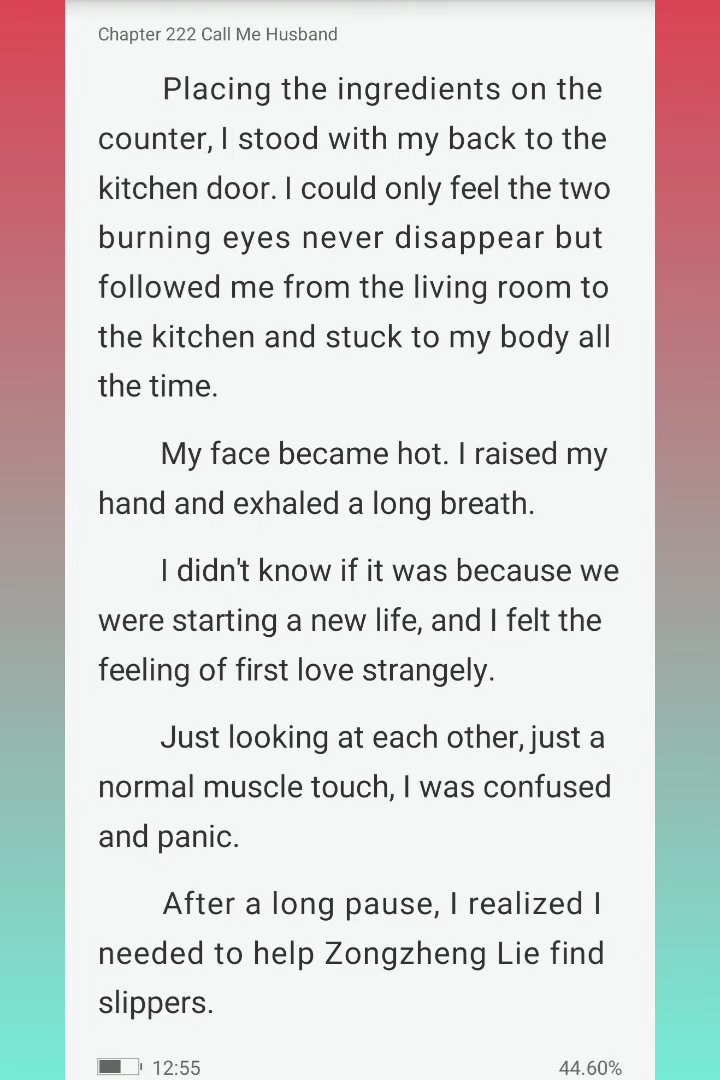 Chapter 222 Call Me Husband
Placing the ingredients on the
counter, I stood with my back to the
kitchen door. I could only feel the two
burning eyes never disappear but
followed me from the living room to
the kitchen and stuck to my body all
the time.
My face became hot. I raised my
hand and exhaled a long breath.
I didn't know if it was because we
were starting a new life, and I felt the
feeling of first love strangely.
Just looking at each other, just a
normal muscle touch, I was confused
and panic.
After a long pause, I realized I
needed to help Zongzheng Lie find
slippers.
12:55 44.60%